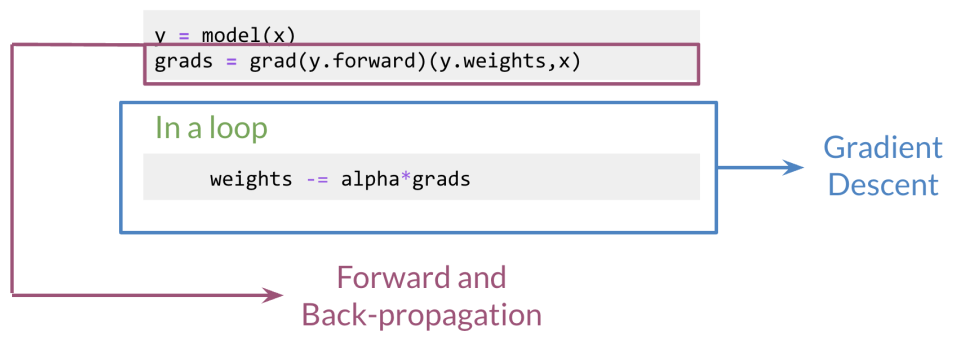 y = model(x)
grads = grad(y.forward)(y.weights,x)
In a loop
weights -= alpha*grads
Gradient
Descent
Forward and
Back-propagation